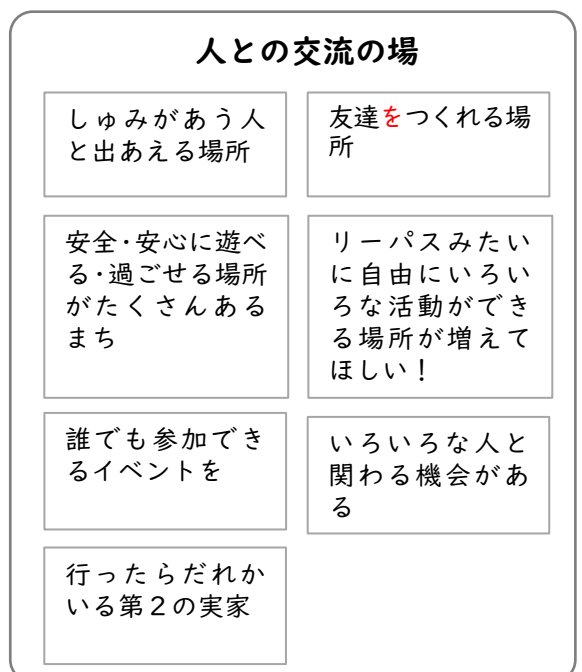 人との交流の場
しゅみがあう人
と出あえる場所
友達をつくれる場
所
安全・安心に遊べ
る・過ごせる場所
がたくさんある
まち
リーパスみたい
に自由にいろい
ろな活動ができ
る場所が増えて
ほしい！
誰でも参加でき
るイベントを
いろいろな人と
関わる機会があ
る
行ったらだれか
いる第２の実家